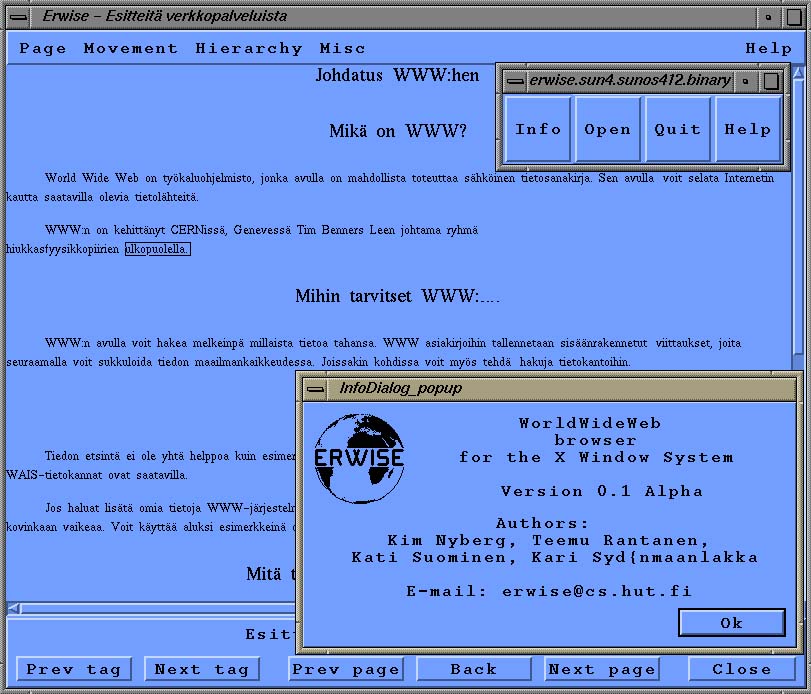 Erwise – Esitteitä verkkopalveluista
Page Movement Hierarchy Misc Help
erwise.sun4.sunos412.binary
Info Open Quit Help
Johdatus WWW:hen
Mikä on WWW?
World Wide Web on työkaluohjelmisto, jonka avulla on mahdollista toteuttaa sähköinen tietosanakirja. Sen avulla voit selata Internetin
kautta saatavilla olevia tietolähteitä.
WWW:n on kehittänyt CERNissä, Genevessä Tim Benners Leen johtama ryhmä
hiukkasfyysikkopiirien ulkopuolella.
Mihin tarvitset WWW:....
WWW:n avulla voit hakea melkeinpä millaista tietoa tahansa. WWW asiakirjoihin tallennetaan sisäänrakennetut viittaukset, joita
seuraamalla voit sukkuloida tiedon maailmankaikkeudessa. Joissakin kohdissa voit myös tehdä hakuja tietokantoihin.
Tiedon etsintä ei ole yhtä helppoa kuin esimer
WAIS-tietokannat ovat saatavilla.
Jos haluat lisätä omia tietoja WWW-järjestelm
kovinkaan vaikeaa. Voit käyttää aluksi esimerkkeinä
Mitä t
InfoDialog_popup
ERWISE
WorldWideWeb
browser
for the X Window System
Version 0.1 Alpha
Authors:
Kim Nyberg, Teemu Rantanen,
Kati Suominen, Kari Syd{nmaanlakka
E-mail: erwise@cs.hut.fi
Ok
Esitt
Prev tag Next tag Prev page Back Next page Close